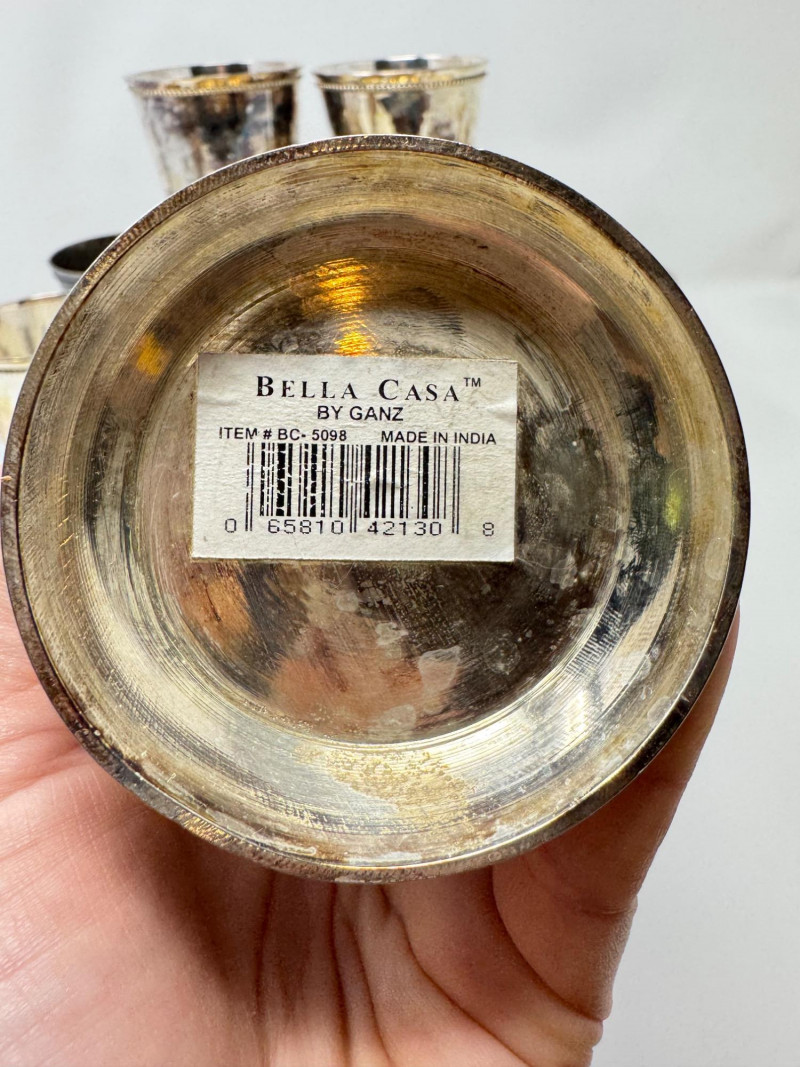 BELLA CASA™
BY GANZ
ITEM # BC- 5098 MADE IN INDIA
0 65810 42130 8